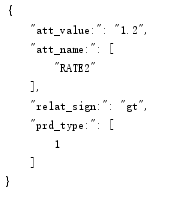 {
"att_value:": "1.2",
"att_name:": [
"RATE2"
],
"relat_sign:": "gt",
"prd_type:": [
1
]
}